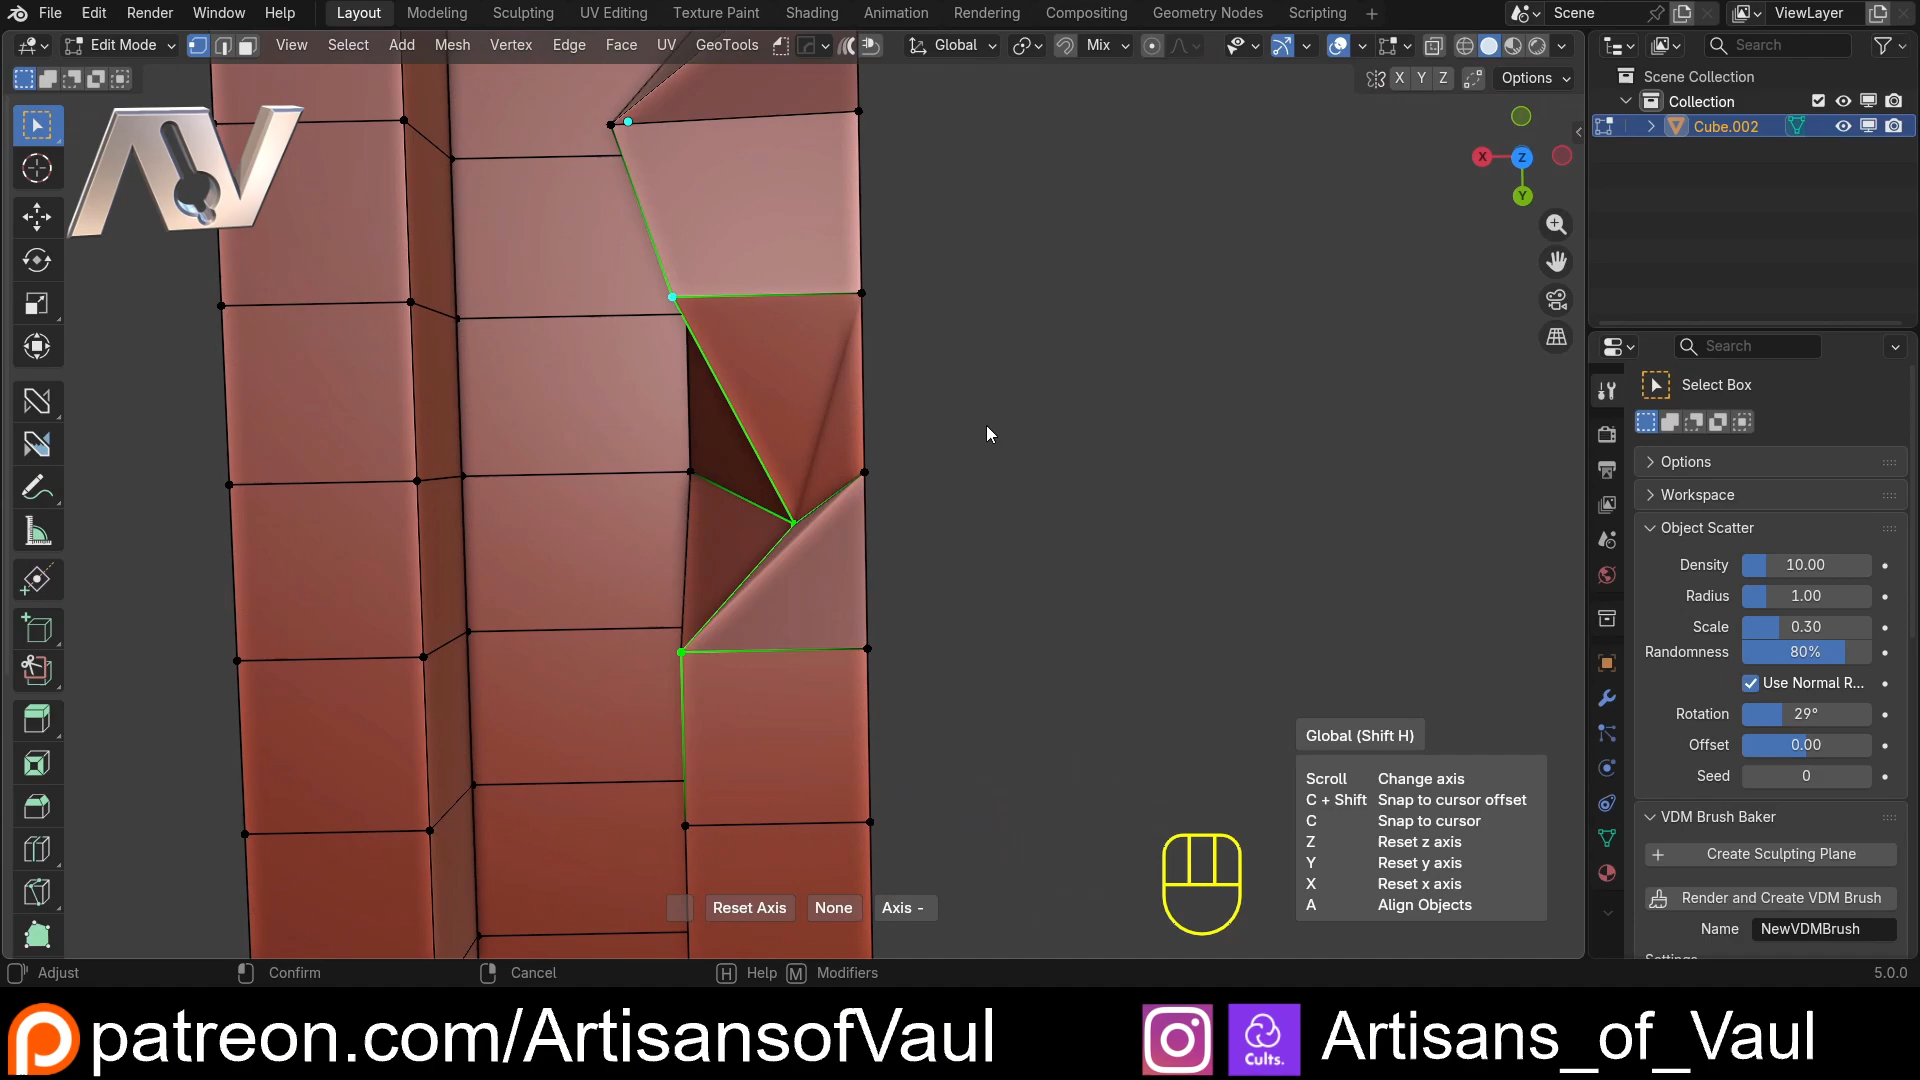 File Edit Render Window Help Layout Modeling Sculpting UV Editing Texture Paint Shading Animation Rendering Compositing Geometry Nodes Scripting + Scene ViewLayer
Edit Mode View Select Add Mesh Vertex Edge Face UV GeoTools Global Mix Search
X Y Z Options
Scene Collection
Collection
Cube.002
X Z Y
Search
Select Box
Options
Workspace
Object Scatter
Density 10.00
Radius 1.00
Scale 0.30
Randomness 80%
Use Normal R...
Rotation 29°
Offset 0.00
Seed 0
VDM Brush Baker
Create Sculpting Plane
Render and Create VDM Brush
Name NewVDMBrush
Global (Shift H)
Scroll Change axis
C + Shift Snap to cursor offset
C Snap to cursor
Z Reset z axis
Y Reset y axis
X Reset x axis
A Align Objects
Reset Axis None Axis -
Adjust Confirm Cancel H Help M Modifiers 5.0.0
patreon.com/ArtisansofVaul Cults. Artisans_of_Vaul